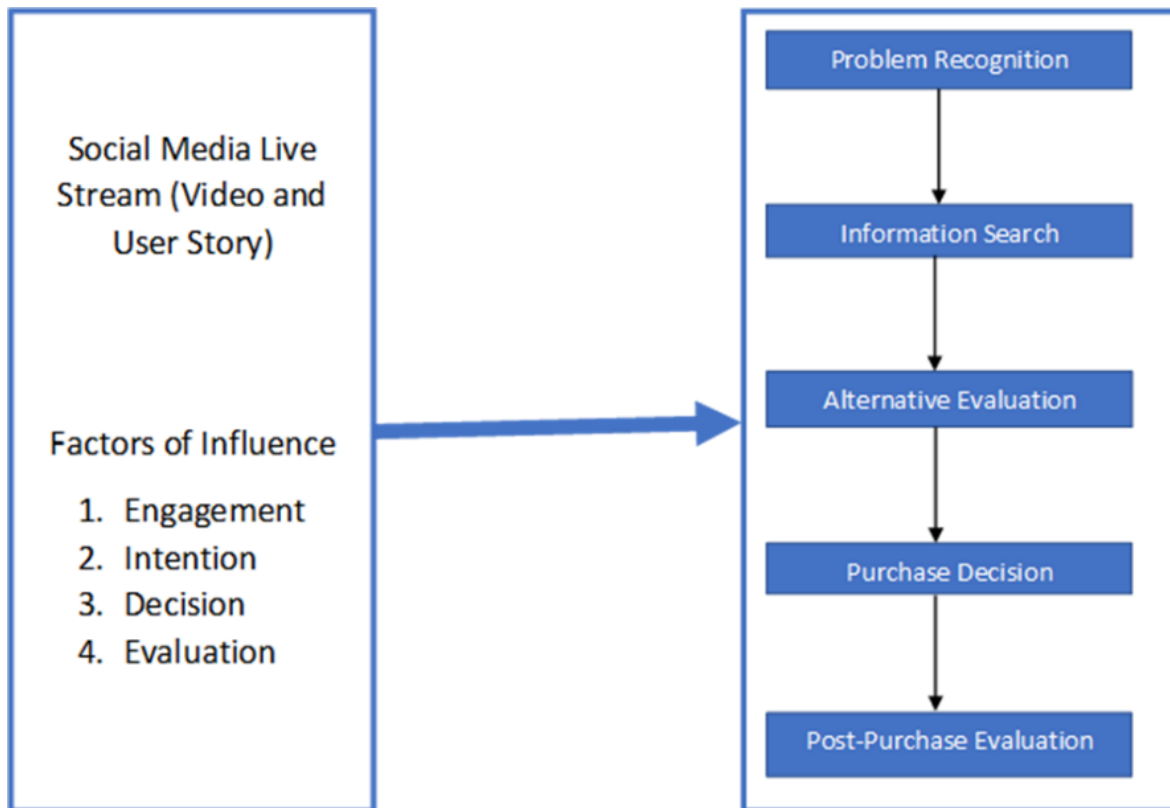 Social Media Live
Stream (Video and
User Story)
Factors of Influence
1. Engagement
2. Intention
3. Decision
4. Evaluation
Problem Recognition
Information Search
Alternative Evaluation
Purchase Decision
Post-Purchase Evaluation